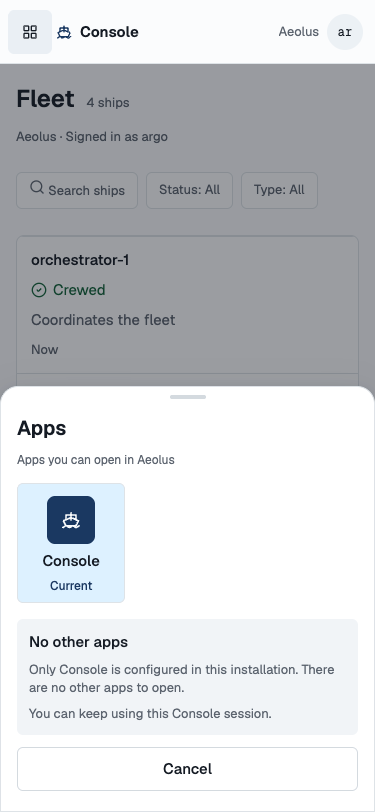 Console
Aeolus
ar
Fleet 4 ships
Aeolus · Signed in as argo
Search ships
Status: All
Type: All
orchestrator-1
Crewed
Coordinates the fleet
Now
Apps
Apps you can open in Aeolus
Console
Current
No other apps
Only Console is configured in this installation. There
are no other apps to open.
You can keep using this Console session.
Cancel